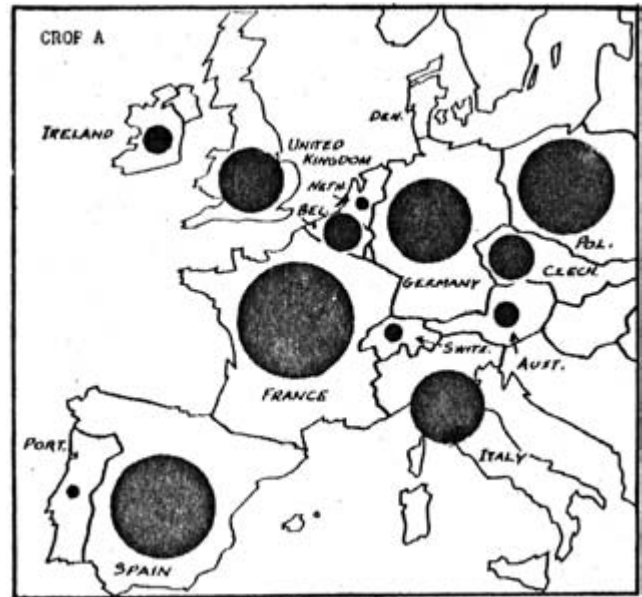 CROF A
IRELAND
UNITED
KINGDOM
DEN.
NETH.
BEL.
POL.
GERMANY
CZECH.
FRANCE
SWITZ.
AUST.
PORT.
ITALY
SPAIN